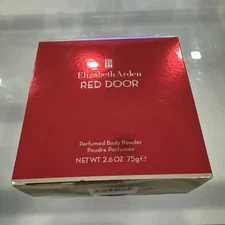 Elizabeth Arden
RED DOOR
Perfumed Body Powder
Poudre Parfumée
NET WT 2.6 OZ. 75g℮